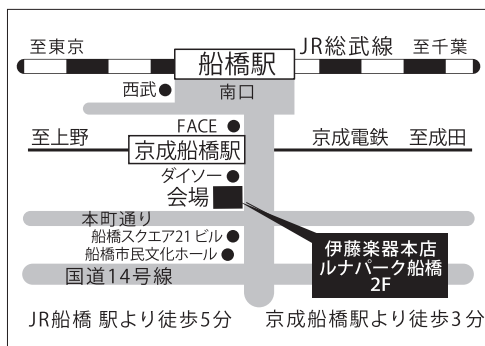 至東京
船橋駅
JR総武線
至千葉
西武
南口
FACE
至上野
京成船橋駅
京成電鉄
至成田
ダイソー
会場
本町通り
船橋スクエア21 ビル
船橋市民文化ホール
国道14号線
伊藤楽器本店
ルナパーク船橋
2F
JR船橋 駅より徒歩5分
京成船橋駅より徒歩3分